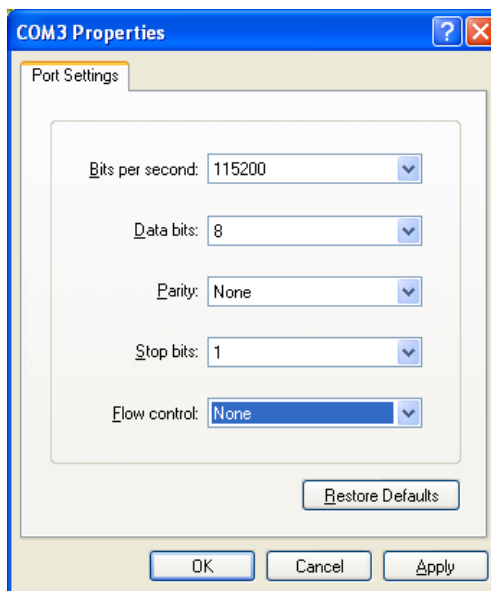 COM3 Properties
Port Settings
Bits per second: 115200
Data bits: 8
Parity: None
Stop bits: 1
Flow control: None
Restore Defaults
OK Cancel Apply